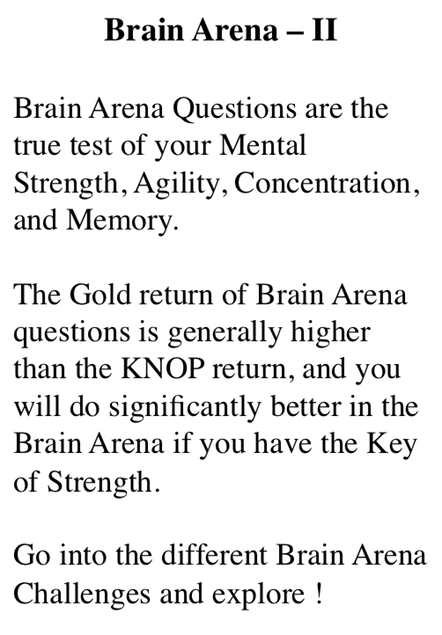 Brain Arena – II
Brain Arena Questions are the
true test of your Mental
Strength, Agility, Concentration,
and Memory.
The Gold return of Brain Arena
questions is generally higher
than the KNOP return, and you
will do significantly better in the
Brain Arena if you have the Key
of Strength.
Go into the different Brain Arena
Challenges and explore !